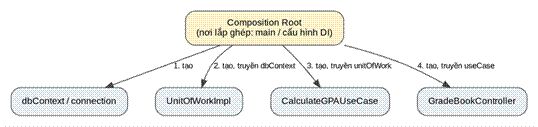 Composition Root
(nơi lắp ghép: main / cấu hình DI)
1. tạo
2. tạo, truyền dbContext
3. tạo, truyền unitOfWork
4. tạo, truyền useCase
dbContext / connection
UnitOfWorkImpl
CalculateGPAUseCase
GradeBookController